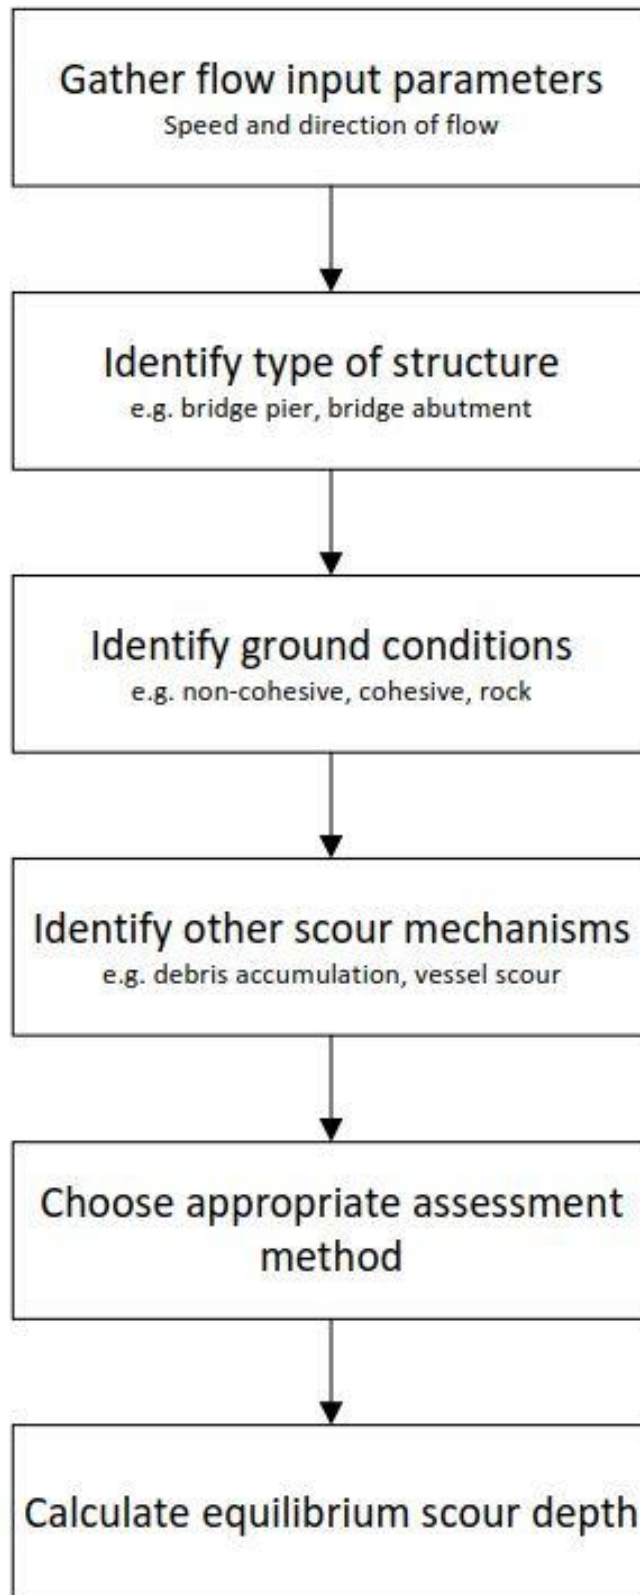 Gather flow input parameters
Speed and direction of flow
Identify type of structure
e.g. bridge pier, bridge abutment
Identify ground conditions
e.g. non-cohesive, cohesive, rock
Identify other scour mechanisms
e.g. debris accumulation, vessel scour
Choose appropriate assessment
method
Calculate equilibrium scour depth